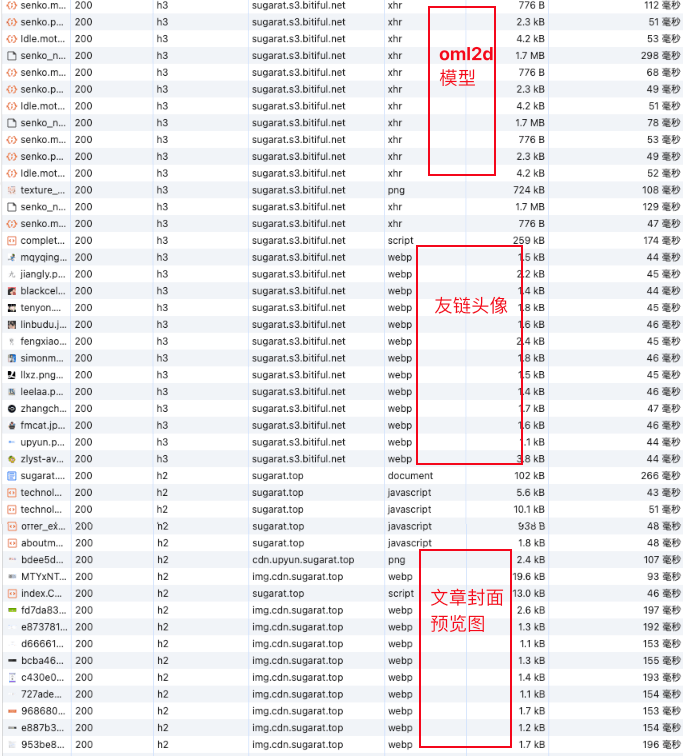 senko.m... 200 h3 sugarat.s3.bitiful.net xhr 776 B 112 毫秒
senko.p... 200 h3 sugarat.s3.bitiful.net xhr 2.3 kB 51 毫秒
Idle.mot... 200 h3 sugarat.s3.bitiful.net xhr 4.2 kB 53 毫秒
senko_n... 200 h3 sugarat.s3.bitiful.net xhr 1.7 MB 298 毫秒
oml2d
senko.m... 200 h3 sugarat.s3.bitiful.net xhr 776 B 68 毫秒
模型
senko.p... 200 h3 sugarat.s3.bitiful.net xhr 2.3 kB 49 毫秒
Idle.mot... 200 h3 sugarat.s3.bitiful.net xhr 4.2 kB 51 毫秒
senko_n... 200 h3 sugarat.s3.bitiful.net xhr 1.7 MB 78 毫秒
senko.m... 200 h3 sugarat.s3.bitiful.net xhr 776 B 53 毫秒
senko.p... 200 h3 sugarat.s3.bitiful.net xhr 2.3 kB 49 毫秒
Idle.mot... 200 h3 sugarat.s3.bitiful.net xhr 4.2 kB 52 毫秒
texture_... 200 h3 sugarat.s3.bitiful.net png 724 kB 108 毫秒
senko_n... 200 h3 sugarat.s3.bitiful.net xhr 1.7 MB 129 毫秒
senko.m... 200 h3 sugarat.s3.bitiful.net xhr 776 B 47 毫秒
complet... 200 h3 sugarat.s3.bitiful.net script 259 kB 174 毫秒
mqyqing... 200 h3 sugarat.s3.bitiful.net webp 1.5 kB 44 毫秒
jiangly.p... 200 h3 sugarat.s3.bitiful.net webp 2.2 kB 45 毫秒
blackcel... 200 h3 sugarat.s3.bitiful.net webp 1.4 kB 44 毫秒
tenyon.... 200 h3 sugarat.s3.bitiful.net webp 1.8 kB 45 毫秒
友链头像
linbudu.j... 200 h3 sugarat.s3.bitiful.net webp 1.6 kB 46 毫秒
fengxiao... 200 h3 sugarat.s3.bitiful.net webp 2.4 kB 45 毫秒
simonm... 200 h3 sugarat.s3.bitiful.net webp 1.8 kB 46 毫秒
llxz.png... 200 h3 sugarat.s3.bitiful.net webp 1.5 kB 45 毫秒
leelaa.p... 200 h3 sugarat.s3.bitiful.net webp 1.4 kB 46 毫秒
zhangch... 200 h3 sugarat.s3.bitiful.net webp 1.7 kB 47 毫秒
fmcat.jp... 200 h3 sugarat.s3.bitiful.net webp 1.6 kB 46 毫秒
upyun.p... 200 h3 sugarat.s3.bitiful.net webp 1.1 kB 44 毫秒
zlyst-av... 200 h3 sugarat.s3.bitiful.net webp 3.8 kB 44 毫秒
sugarat.... 200 h2 sugarat.top document 102 kB 266 毫秒
technol... 200 h2 sugarat.top javascript 5.6 kB 43 毫秒
technol... 200 h2 sugarat.top javascript 10.1 kB 51 毫秒
200 h2 sugarat.top javascript 938 B 48 毫秒
aboutm... 200 h2 sugarat.top javascript 1.8 kB 48 毫秒
bdee5d... 200 h2 cdn.upyun.sugarat.top png 2.4 kB 107 毫秒
MTYxNT... 200 h2 img.cdn.sugarat.top webp 19.6 kB 93 毫秒
index.C... 200 h2 img.cdn.sugarat.top script 13.0 kB 46 毫秒
文章封面
fd7da83... 200 h2 img.cdn.sugarat.top webp 2.6 kB 197 毫秒
预览图
e873781... 200 h2 img.cdn.sugarat.top webp 1.3 kB 192 毫秒
d66661... 200 h2 img.cdn.sugarat.top webp 1.1 kB 153 毫秒
bcba46... 200 h2 img.cdn.sugarat.top webp 1.3 kB 155 毫秒
c430e0... 200 h2 img.cdn.sugarat.top webp 1.4 kB 193 毫秒
727ade... 200 h2 img.cdn.sugarat.top webp 1.1 kB 154 毫秒
968680... 200 h2 img.cdn.sugarat.top webp 1.7 kB 153 毫秒
e887b3... 200 h2 img.cdn.sugarat.top webp 1.2 kB 154 毫秒
953be8... 200 h2 img.cdn.sugarat.top webp 1.7 kB 196 毫秒